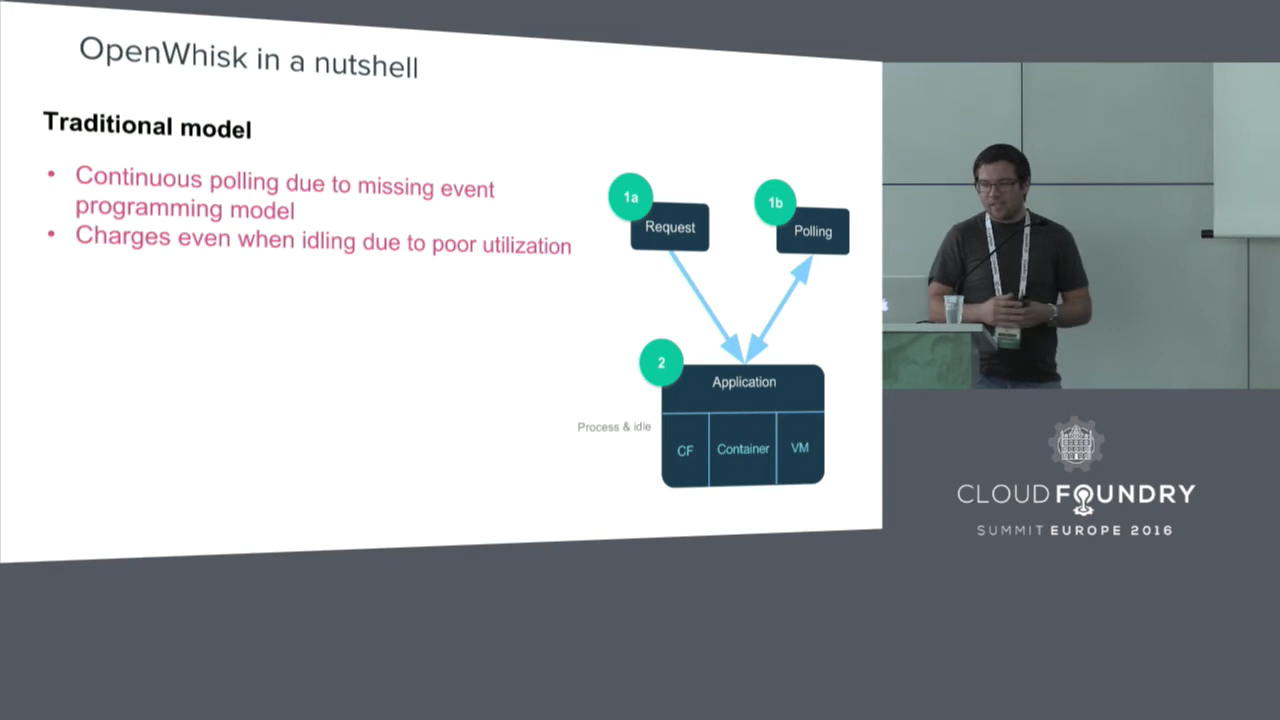 OpenWhisk in a nutshell
Traditional model
• Continuous polling due to missing event
programming model
• Charges even when idling due to poor utilization
1a
Request
1b
Polling
2
Application
Process & idle
CF
Container
VM
CLOUD FOUNDRY
SUMMIT EUROPE 2016